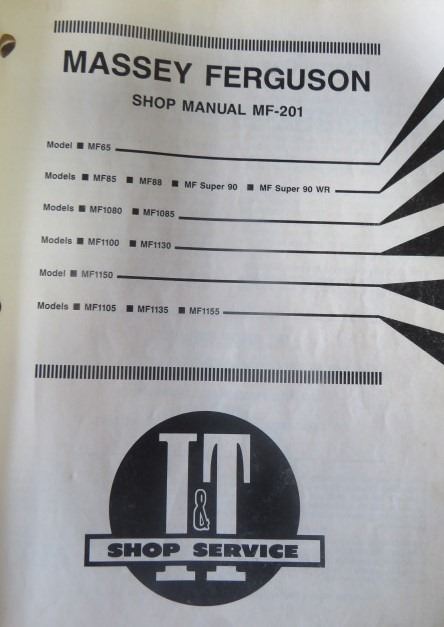 MASSEY FERGUSON
SHOP MANUAL MF-201
Model ■ MF65
Models ■ MF85 ■ MF88 ■ MF Super 90 ■ MF Super 90 WR
Models ■ MF1080 ■ MF1085
Models ■ MF1100 ■ MF1130
Model ■ MF1150
Models ■ MF1105 ■ MF1135 ■ MF1155
I&T
SHOP SERVICE